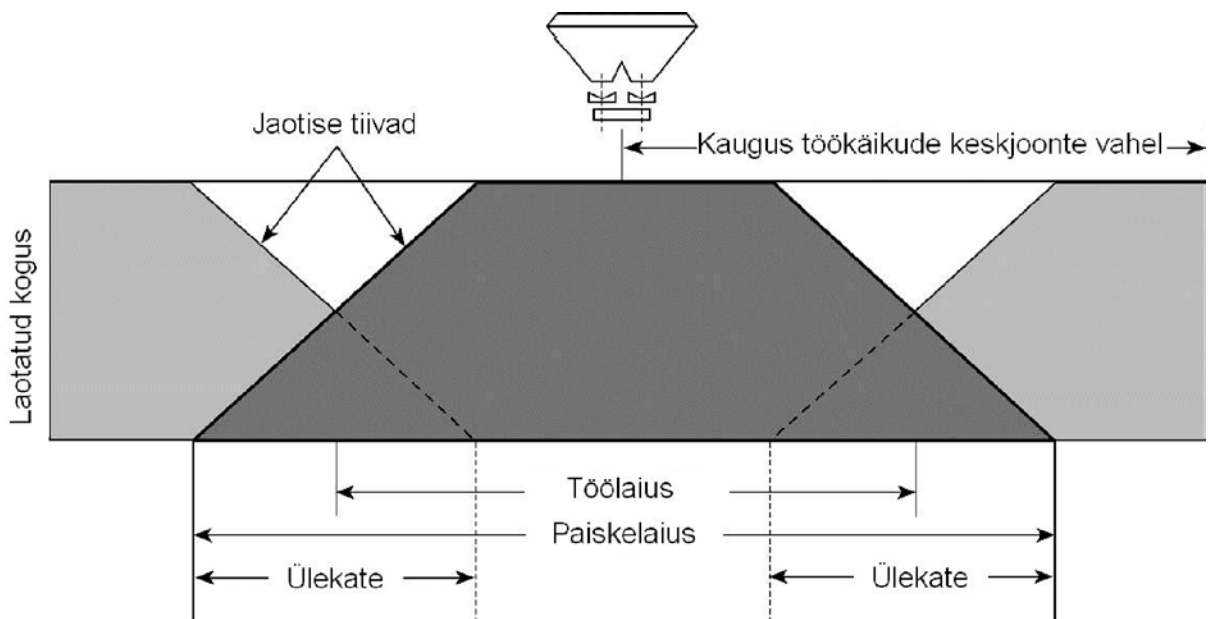 Jaotise tiivad
Kaugus töökäikude keskjoonte vahel
Laotatud kogus
Töölaius
Paiskelaius
Ülekate
Ülekate